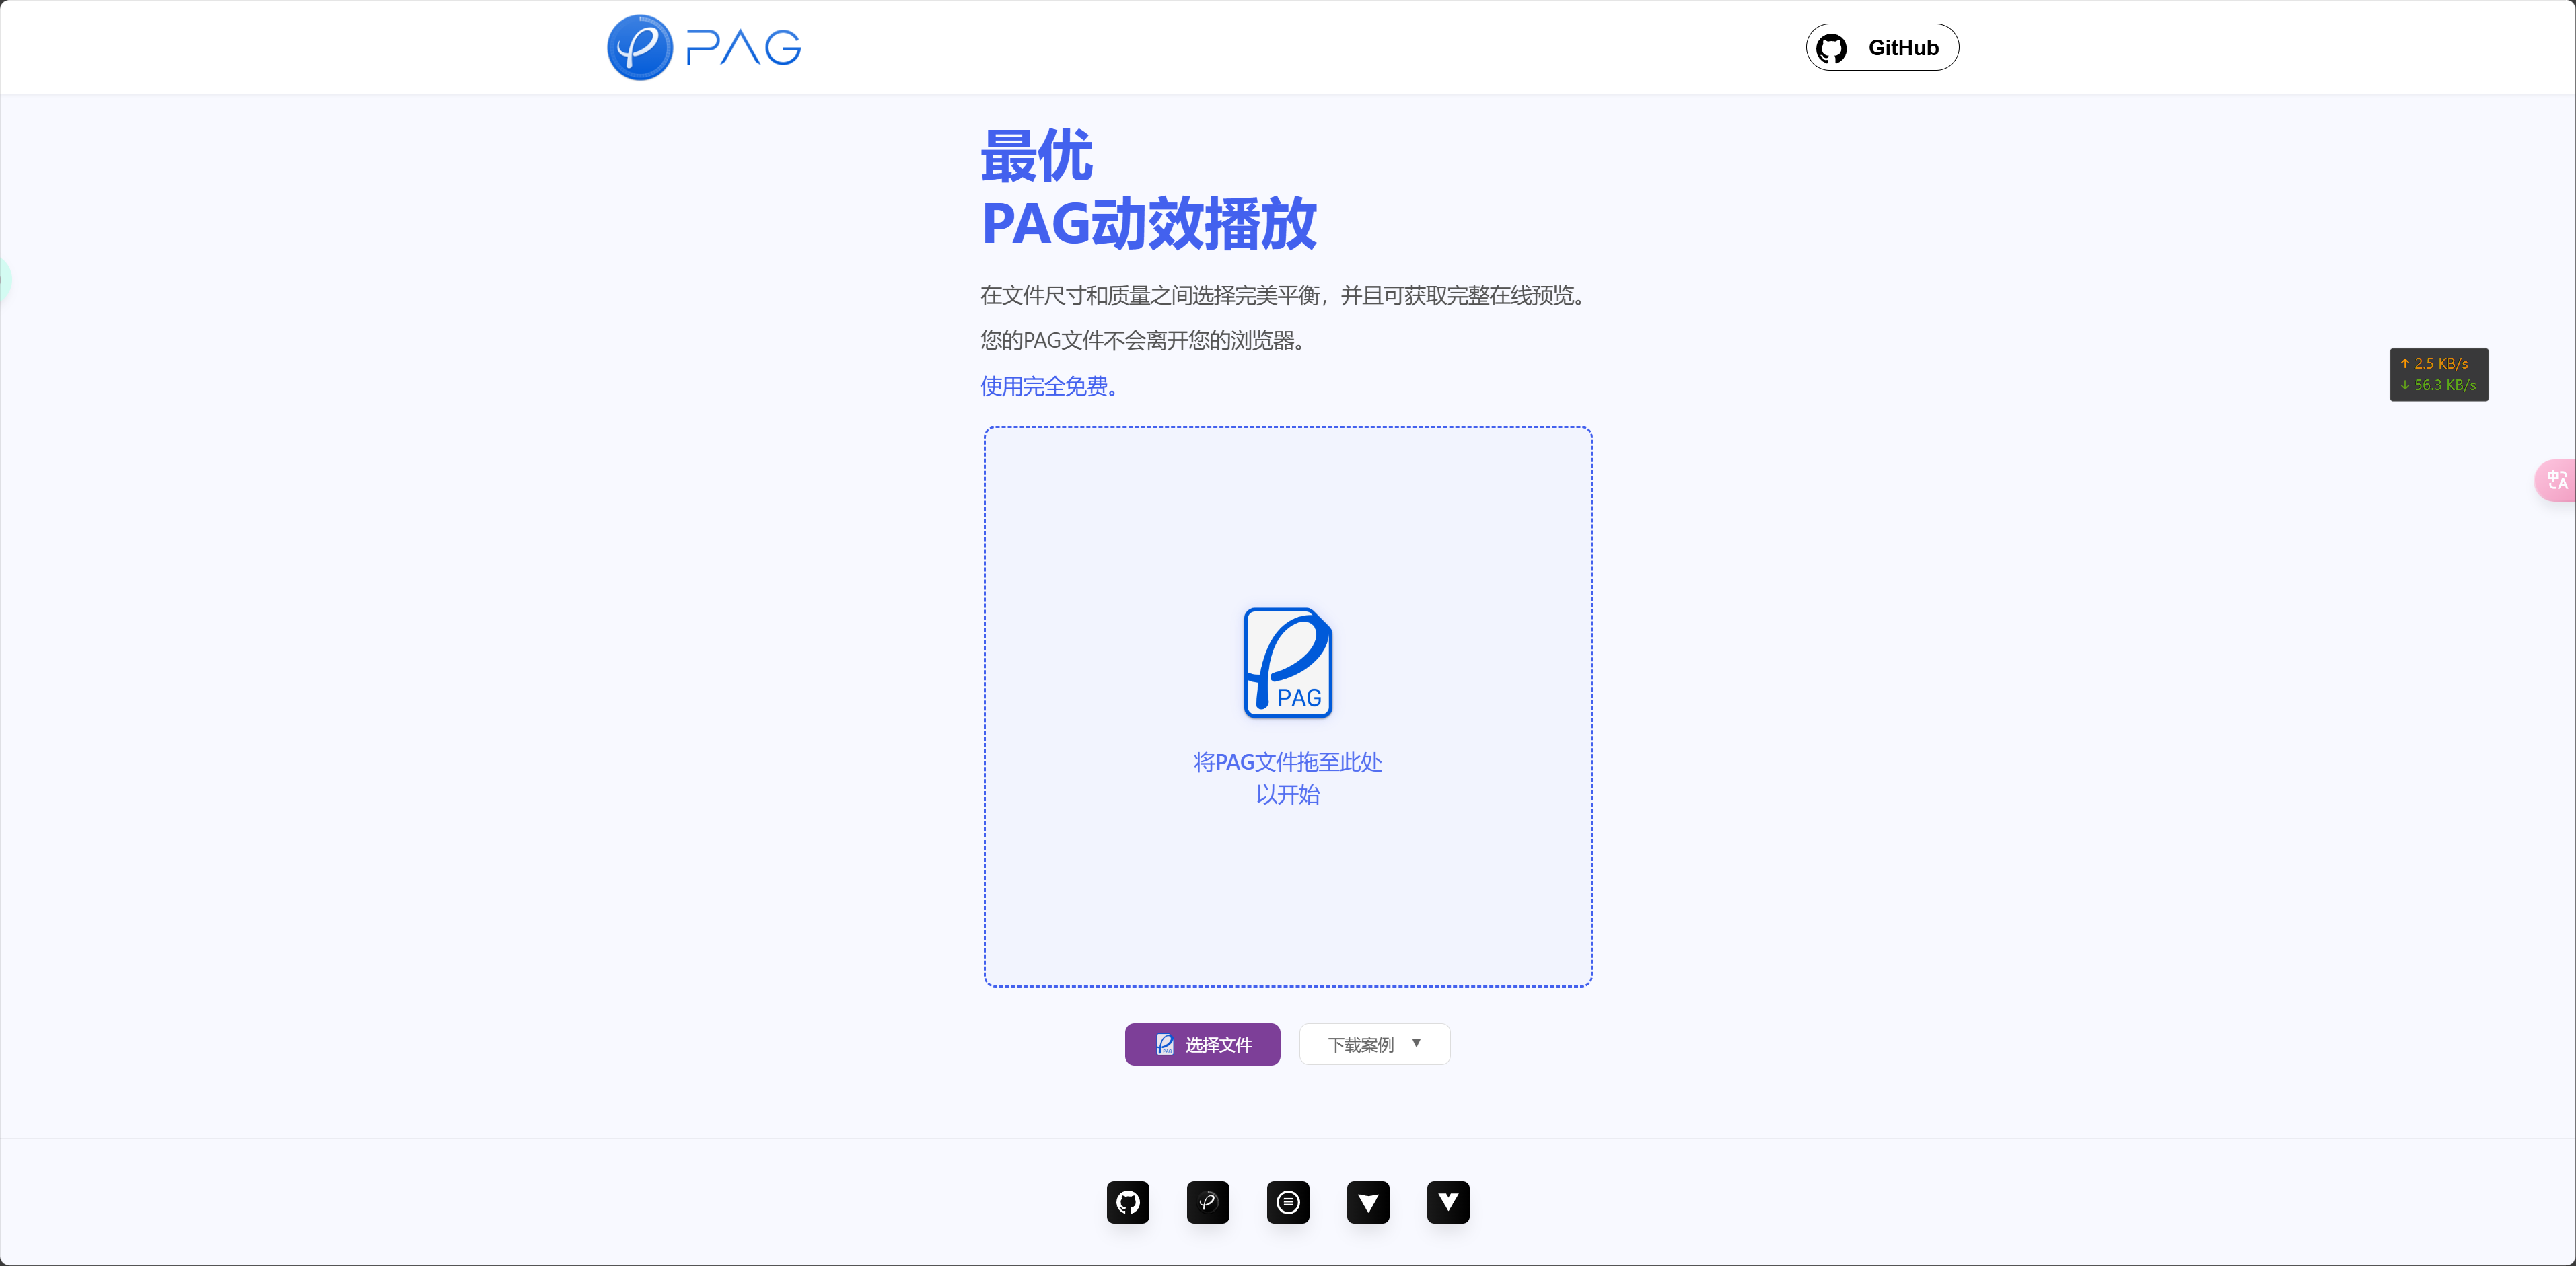 PAG
GitHub
最优
PAG动效播放
在文件尺寸和质量之间选择完美平衡，并且可获取完整在线预览。
您的PAG文件不会离开您的浏览器。
使用完全免费。
↑ 2.5 KB/s
↓ 56.3 KB/s
中A
PAG
将PAG文件拖至此处
以开始
选择文件
下载案例 ▼